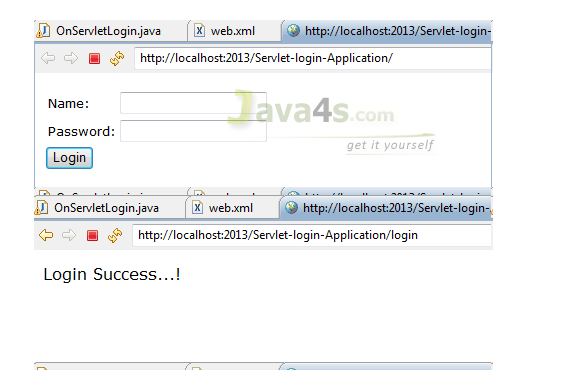 OnServletLogin.java web.xml http://localhost:2013/Servlet-login-
http://localhost:2013/Servlet-login-Application/
Name:
Java4s.com
Password:
get it yourself
Login
OnServletLogin.java web.xml http://localhost:2013/Servlet-login-
http://localhost:2013/Servlet-login-Application/login
Login Success...!